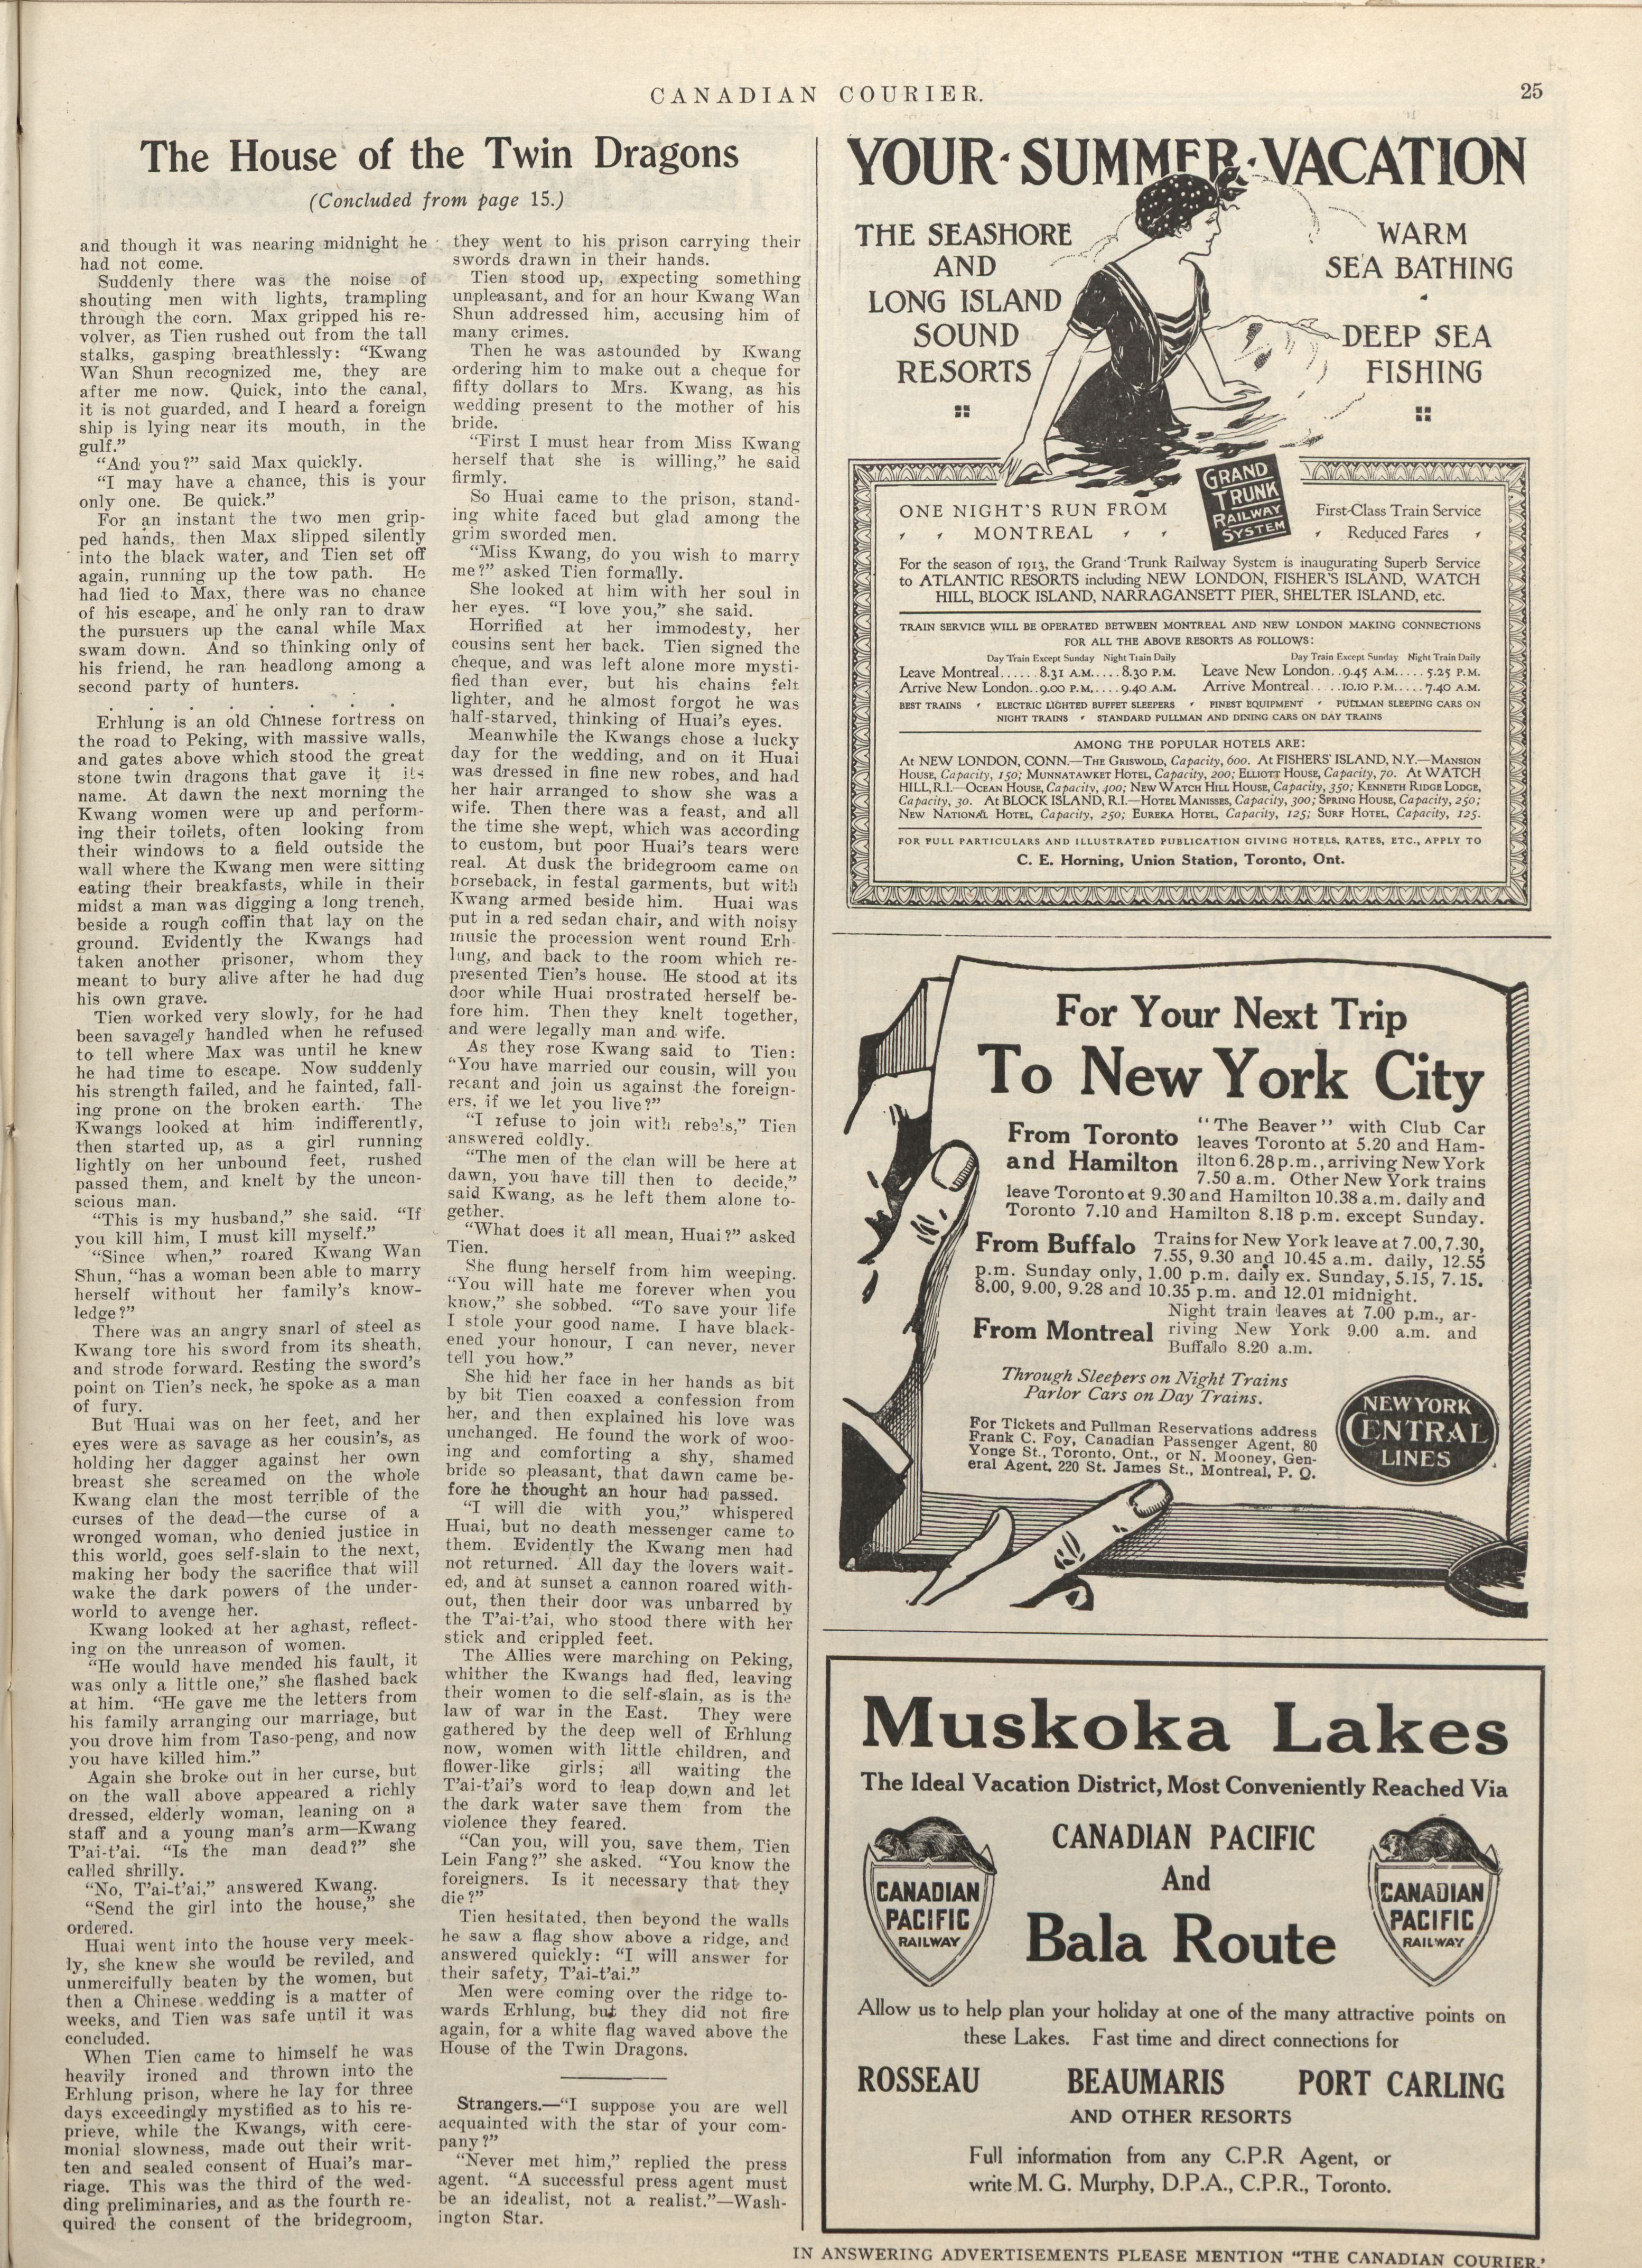 CANADIAN COURIER.
25
The House of the Twin Dragons
(Concluded from page 15.)
and though it was nearing midnight he
had not come.
Suddenly there was the noise of
shouting men with lights, trampling
through the corn. Max gripped his re-
volver, as Tien rushed out from the tall
stalks, gasping breathlessly: “Kwang
Wan Shun recognized me, they are
after me now. Quick, into the canal,
it is not guarded, and I heard a foreign
ship is lying near its mouth, in the
gulf.”
“And you?” said Max quickly.
“I may have a chance, this is your
only one. Be quick.”
For an instant the two men grip-
ped hands, then Max slipped silently
into the black water, and Tien set off
again, running up the tow path. He
had lied to Max, there was no chance
of his escape, and he only ran to draw
the pursuers up the canal while Max
swam down. And so thinking only of
his friend, he ran headlong among a
second party of hunters.
. . . . . . . .
Erhlung is an old Chinese fortress on
the road to Peking, with massive walls,
and gates above which stood the great
stone twin dragons that gave it its
name. At dawn the next morning the
Kwang women were up and perform-
ing their toilets, often looking from
their windows to a field outside the
wall where the Kwang men were sitting
eating their breakfasts, while in their
midst a man was digging a long trench,
beside a rough coffin that lay on the
ground. Evidently the Kwangs had
taken another prisoner, whom they
meant to bury alive after he had dug
his own grave.
Tien worked very slowly, for he had
been savagely handled when he refused
to tell where Max was until he knew
he had time to escape. Now suddenly
his strength failed, and he fainted, fall-
ing prone on the broken earth. The
Kwangs looked at him indifferently,
then started up, as a girl running
lightly on her unbound feet, rushed
passed them, and knelt by the uncon-
scious man.
“This is my husband,” she said. “If
you kill him, I must kill myself.”
“Since when,” roared Kwang Wan
Shun, “has a woman been able to marry
herself without her family’s know-
ledge?”
There was an angry snarl of steel as
Kwang tore his sword from its sheath,
and strode forward. Resting the sword’s
point on Tien’s neck, he spoke as a man
of fury.
But Huai was on her feet, and her
eyes were as savage as her cousin’s, as
holding her dagger against her own
breast she screamed on the whole
Kwang clan the most terrible of the
curses of the dead—the curse of a
wronged woman, who denied justice in
this world, goes self-slain to the next,
making her body the sacrifice that will
wake the dark powers of the under-
world to avenge her.
Kwang looked at her aghast, reflect-
ing on the unreason of women.
“He would have mended his fault, it
was only a little one,” she flashed back
at him. “He gave me the letters from
his family arranging our marriage, but
you drove him from Taso-peng, and now
you have killed him.”
Again she broke out in her curse, but
on the wall above appeared a richly
dressed, elderly woman, leaning on a
staff and a young man’s arm—Kwang
T’ai-t’ai. “Is the man dead?” she
called shrilly.
“No, T’ai-t’ai,” answered Kwang.
“Send the girl into the house,” she
ordered.
Huai went into the house very meek-
ly, she knew she would be reviled, and
unmercifully beaten by the women, but
then a Chinese wedding is a matter of
weeks, and Tien was safe until it was
concluded.
When Tien came to himself he was
heavily ironed and thrown into the
Erhlung prison, where he lay for three
days exceedingly mystified as to his re-
prieve, while the Kwangs, with cere-
monial slowness, made out their writ-
ten and sealed consent of Huai’s mar-
riage. This was the third of the wed-
ding preliminaries, and as the fourth re-
quired the consent of the bridegroom,
they went to his prison carrying their
swords drawn in their hands.
Tien stood up, expecting something
unpleasant, and for an hour Kwang Wan
Shun addressed him, accusing him of
many crimes.
Then he was astounded by Kwang
ordering him to make out a cheque for
fifty dollars to Mrs. Kwang, as his
wedding present to the mother of his
bride.
“First I must hear from Miss Kwang
herself that she is willing,” he said
firmly.
So Huai came to the prison, stand-
ing white faced but glad among the
grim sworded men.
“Miss Kwang, do you wish to marry
me?” asked Tien formally.
She looked at him with her soul in
her eyes. “I love you,” she said.
Horrified at her immodesty, her
cousins sent her back. Tien signed the
cheque, and was left alone more mysti-
fied than ever, but his chains felt
lighter, and he almost forgot he was
half-starved, thinking of Huai’s eyes.
Meanwhile the Kwangs chose a lucky
day for the wedding, and on it Huai
was dressed in fine new robes, and had
her hair arranged to show she was a
wife. Then there was a feast, and all
the time she wept, which was according
to custom, but poor Huai’s tears were
real. At dusk the bridegroom came on
horseback, in festal garments, but with
Kwang armed beside him. Huai was
put in a red sedan chair, and with noisy
music the procession went round Erh-
lung, and back to the room which re-
presented Tien’s house. He stood at its
door while Huai prostrated herself be-
fore him. Then they knelt together,
and were legally man and wife.
As they rose Kwang said to Tien:
“You have married our cousin, will you
recant and join us against the foreign-
ers, if we let you live?”
“I refuse to join with rebels,” Tien
answered coldly.
“The men of the clan will be here at
dawn, you have till then to decide,”
said Kwang, as he left them alone to-
gether.
“What does it all mean, Huai?” asked
Tien.
She flung herself from him weeping.
“You will hate me forever when you
know,” she sobbed. “To save your life
I stole your good name. I have black-
ened your honour, I can never, never
tell you how.”
She hid her face in her hands as bit
by bit Tien coaxed a confession from
her, and then explained his love was
unchanged. He found the work of woo-
ing and comforting a shy, shamed
bride so pleasant, that dawn came be-
fore he thought an hour had passed.
“I will die with you,” whispered
Huai, but no death messenger came to
them. Evidently the Kwang men had
not returned. All day the lovers wait-
ed, and at sunset a cannon roared with-
out, then their door was unbarred by
the T’ai-t’ai, who stood there with her
stick and crippled feet.
The Allies were marching on Peking,
whither the Kwangs had fled, leaving
their women to die self-slain, as is the
law of war in the East. They were
gathered by the deep well of Erhlung
now, women with little children, and
flower-like girls; all waiting the
T’ai-t’ai’s word to leap down and let
the dark water save them from the
violence they feared.
“Can you, will you, save them, Tien
Lein Fang?” she asked. “You know the
foreigners. Is it necessary that they
die?”
Tien hesitated, then beyond the walls
he saw a flag show above a ridge, and
answered quickly: “I will answer for
their safety, T’ai-t’ai.”
Men were coming over the ridge to-
wards Erhlung, but they did not fire
again, for a white flag waved above the
House of the Twin Dragons.
Strangers.—“I suppose you are well
acquainted with the star of your com-
pany?”
“Never met him,” replied the press
agent. “A successful press agent must
be an idealist, not a realist.”—Wash-
ington Star.
YOUR·SUMMER·VACATION
THE SEASHORE
AND
LONG ISLAND
SOUND
RESORTS
WARM
SEA BATHING
DEEP SEA
FISHING
GRAND
TRUNK
RAILWAY
SYSTEM
ONE NIGHT’S RUN FROM
MONTREAL
First-Class Train Service
Reduced Fares
For the season of 1913, the Grand Trunk Railway System is inaugurating Superb Service
to ATLANTIC RESORTS including NEW LONDON, FISHER’S ISLAND, WATCH
HILL, BLOCK ISLAND, NARRAGANSETT PIER, SHELTER ISLAND, etc.
TRAIN SERVICE WILL BE OPERATED BETWEEN MONTREAL AND NEW LONDON MAKING CONNECTIONS
FOR ALL THE ABOVE RESORTS AS FOLLOWS:
Day Train Except Sunday Night Train Daily
Leave Montreal......8.31 A.M.....8.30 P.M.
Arrive New London..9.00 P.M....9.40 A.M.
Day Train Except Sunday Night Train Daily
Leave New London..9.45 A.M....5.25 P.M.
Arrive Montreal....10.10 P.M.....7.40 A.M.
BEST TRAINS ELECTRIC LIGHTED BUFFET SLEEPERS FINEST EQUIPMENT PULLMAN SLEEPING CARS ON
NIGHT TRAINS STANDARD PULLMAN AND DINING CARS ON DAY TRAINS
AMONG THE POPULAR HOTELS ARE:
At NEW LONDON, CONN.—THE GRISWOLD, Capacity, 600. At FISHERS’ ISLAND, N.Y.—MANSION
HOUSE, Capacity, 150; MUNNATAWKET HOTEL, Capacity, 200; ELLIOTT HOUSE, Capacity, 70. At WATCH
HILL, R.I.—OCEAN HOUSE, Capacity, 400; NEW WATCH HILL HOUSE, Capacity, 350; KENNETH RIDGE LODGE,
Capacity, 30. At BLOCK ISLAND, R.I.—HOTEL MANISSES, Capacity, 300; SPRING HOUSE, Capacity, 250;
NEW NATIONAL HOTEL, Capacity, 250; EUREKA HOTEL, Capacity, 125; SURF HOTEL, Capacity, 125.
FOR FULL PARTICULARS AND ILLUSTRATED PUBLICATION GIVING HOTELS, RATES, ETC., APPLY TO
C. E. Horning, Union Station, Toronto, Ont.
For Your Next Trip
To New York City
From Toronto
and Hamilton
“The Beaver” with Club Car
leaves Toronto at 5.20 and Ham-
ilton 6.28 p.m., arriving New York
7.50 a.m. Other New York trains
leave Toronto at 9.30 and Hamilton 10.38 a.m. daily and
Toronto 7.10 and Hamilton 8.18 p.m. except Sunday.
From Buffalo
Trains for New York leave at 7.00, 7.30,
7.55, 9.30 and 10.45 a.m. daily, 12.55
p.m. Sunday only, 1.00 p.m. daily ex. Sunday, 5.15, 7.15.
8.00, 9.00, 9.28 and 10.35 p.m. and 12.01 midnight.
From Montreal
Night train leaves at 7.00 p.m., ar-
riving New York 9.00 a.m. and
Buffalo 8.20 a.m.
Through Sleepers on Night Trains
Parlor Cars on Day Trains.
For Tickets and Pullman Reservations address
Frank C. Foy, Canadian Passenger Agent, 80
Yonge St., Toronto, Ont., or N. Mooney, Gen-
eral Agent, 220 St. James St., Montreal, P. Q.
NEW YORK
CENTRAL
LINES
Muskoka Lakes
The Ideal Vacation District, Most Conveniently Reached Via
CANADIAN
PACIFIC
RAILWAY
CANADIAN PACIFIC
And
Bala Route
CANADIAN
PACIFIC
RAILWAY
Allow us to help plan your holiday at one of the many attractive points on
these Lakes. Fast time and direct connections for
ROSSEAU BEAUMARIS PORT CARLING
AND OTHER RESORTS
Full information from any C.P.R Agent, or
write M. G. Murphy, D.P.A., C.P.R., Toronto.
IN ANSWERING ADVERTISEMENTS PLEASE MENTION “THE CANADIAN COURIER.’